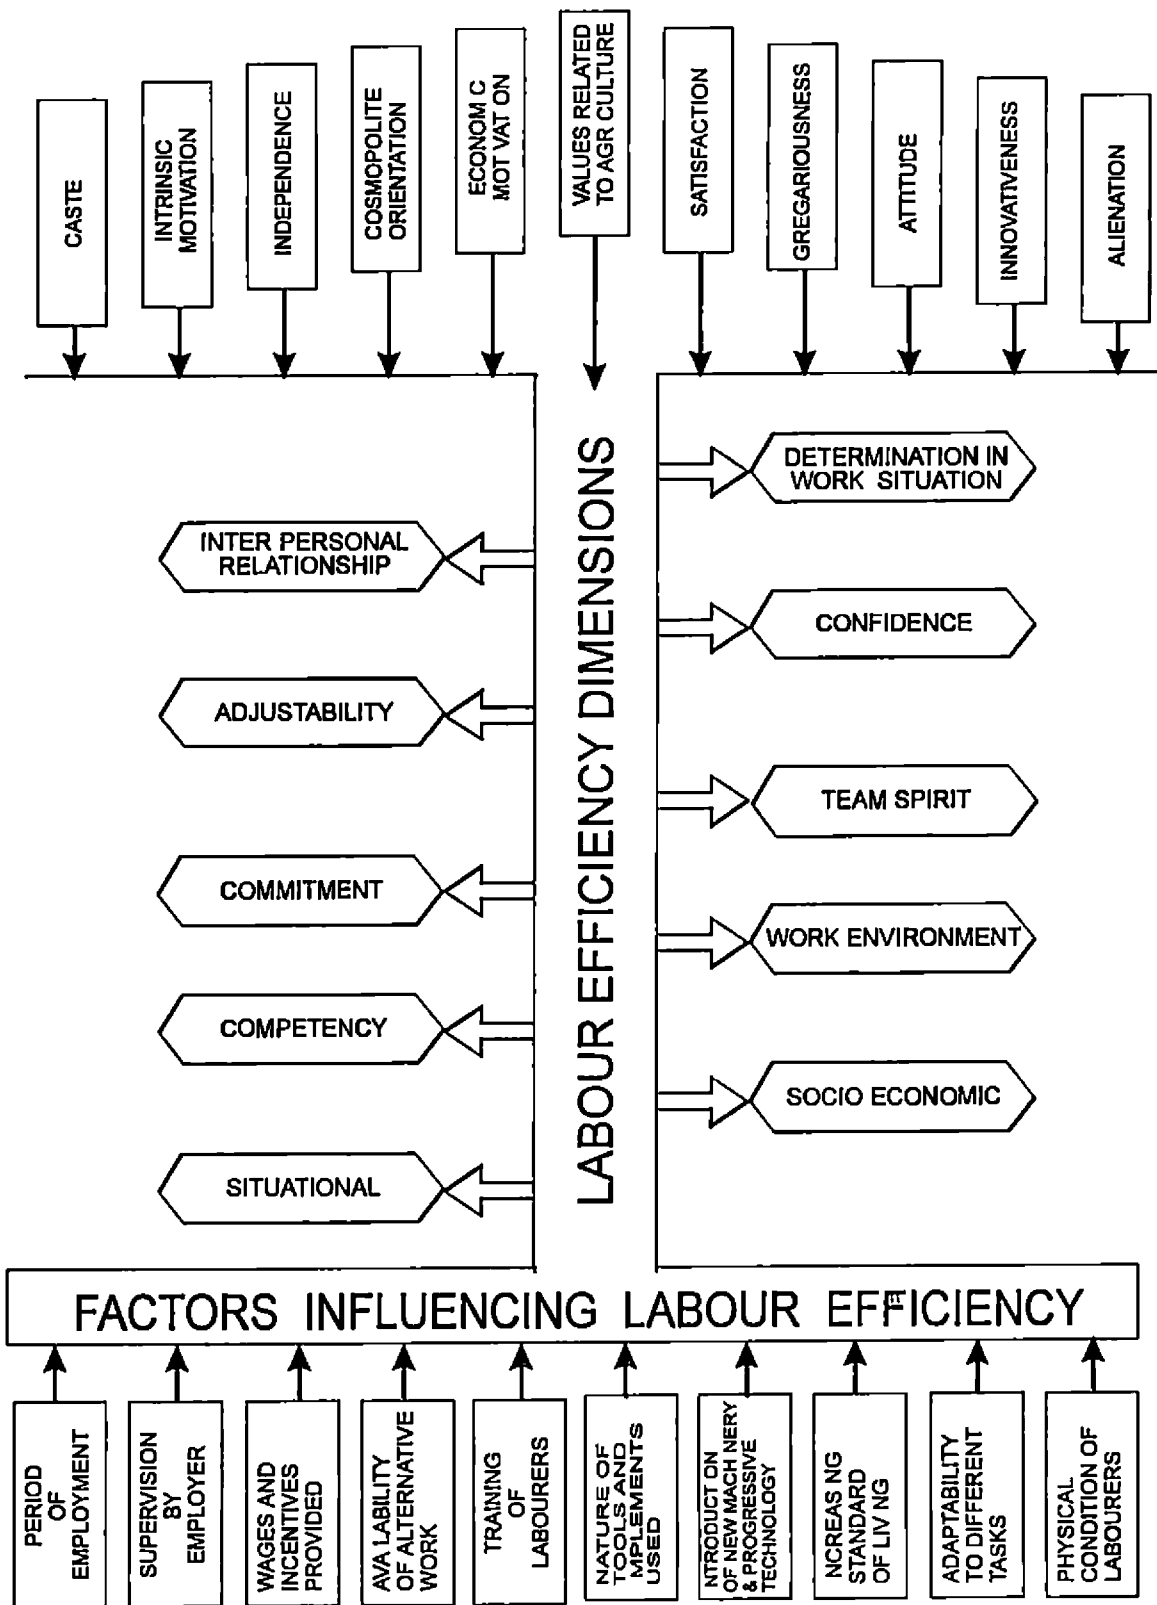 CASTE
INTRINSIC
MOTIVATION
INDEPENDENCE
COSMOPOLITE
ORIENTATION
ECONOM C
MOT VAT ON
VALUES RELATED
TO AGR CULTURE
SATISFACTION
GREGARIOUSNESS
ATTITUDE
INNOVATIVENESS
ALIENATION
LABOUR EFFICIENCY DIMENSIONS
INTER PERSONAL
RELATIONSHIP
ADJUSTABILITY
COMMITMENT
COMPETENCY
SITUATIONAL
DETERMINATION IN
WORK SITUATION
CONFIDENCE
TEAM SPIRIT
WORK ENVIRONMENT
SOCIO ECONOMIC
FACTORS INFLUENCING LABOUR EFFICIENCY
PERIOD
OF
EMPLOYMENT
SUPERVISION
BY
EMPLOYER
WAGES AND
INCENTIVES
PROVIDED
AVA LABILITY
OF ALTERNATIVE
WORK
TRAINING
OF
LABOURERS
NATURE OF
TOOLS AND
MPLEMENTS
USED
NTRODUCT ON
OF NEW MACH NERY
& PROGRESSIVE
TECHNOLOGY
NCREAS NG
STANDARD
OF LIV NG
ADAPTABILITY
TO DIFFERENT
TASKS
PHYSICAL
CONDITION OF
LABOURERS